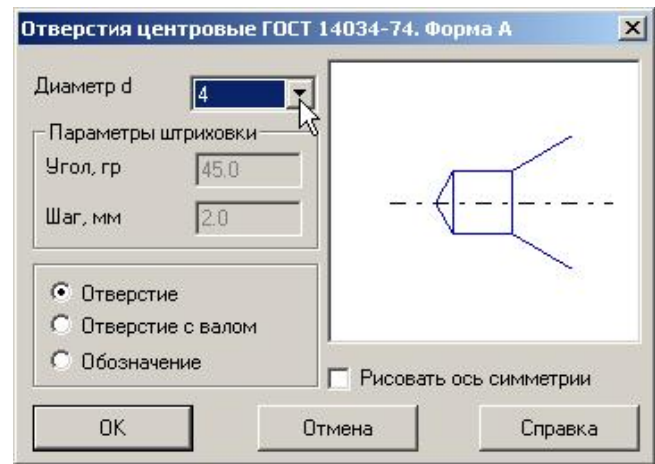 Отверстия центровые ГОСТ 14034-74. Форма А
Диаметр d 4
Параметры штриховки
Угол, гр 45.0
Шаг, мм 2.0
Отверстие
Отверстие с валом
Обозначение
Рисовать ось симметрии
OK Отмена Справка